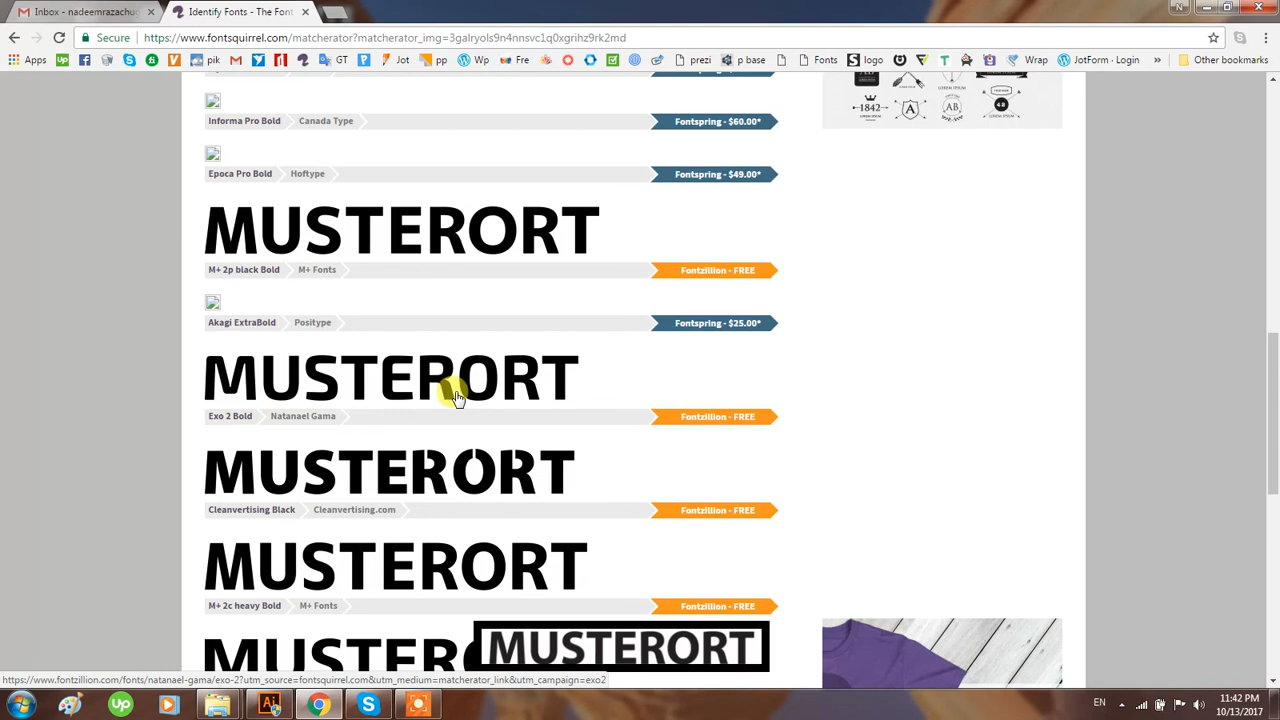 Inbox - nadeemrazachuc
Identify Fonts - The Font
Secure
https://www.fontsquirrel.com/matcherator?matcherator_img=3galryols9n4nnsvc1q0xgrihz9rk2md
Apps
pik
GT
Jot
pp
Wp
Fre
prezi
p base
Fonts
logo
Wrap
JotForm - Login
Other bookmarks
Informa Pro Bold
Canada Type
Fontspring - $60.00*
1842
A
AB
Epoca Pro Bold
Hoftype
Fontspring - $49.00*
MUSTERORT
M+ 2p black Bold
M+ Fonts
Fontzillion - FREE
Akagi ExtraBold
Positype
Fontspring - $25.00*
MUSTERORT
Exo 2 Bold
Natanael Gama
Fontzillion - FREE
MUSTERORT
Cleanvertising Black
Cleanvertising.com
Fontzillion - FREE
MUSTERORT
M+ 2c heavy Bold
M+ Fonts
Fontzillion - FREE
MUSTER
MUSTERORT
https://www.fontzillion.com/fonts/natanael-gama/exo-2?utm_source=fontsquirrel.com&utm_medium=matcherator_link&utm_campaign=exo2
EN
11:42 PM
10/13/2017